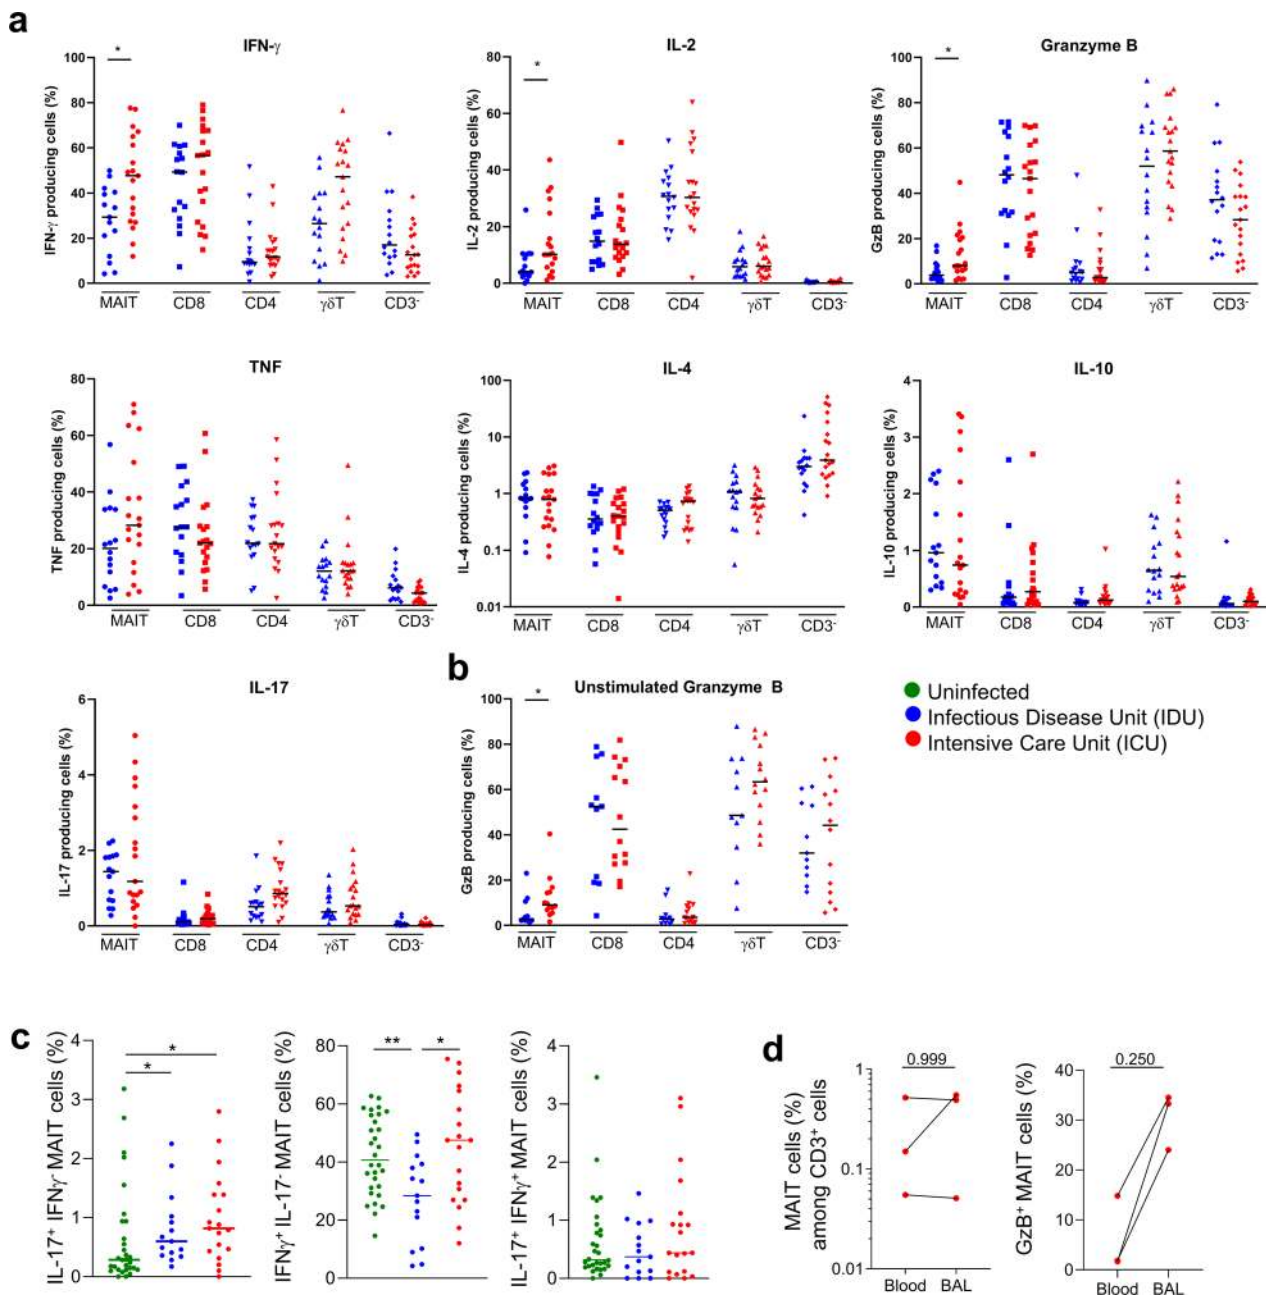 a
IFN-γ
IFN-γ producing cells (%)
100
80
60
40
20
0
*
MAIT CD8 CD4 γδT CD3-
IL-2
IL-2 producing cells (%)
80
60
40
20
0
*
MAIT CD8 CD4 γδT CD3-
Granzyme B
GzB producing cells (%)
100
80
60
40
20
0
*
MAIT CD8 CD4 γδT CD3-
TNF
TNF producing cells (%)
80
60
40
20
0
MAIT CD8 CD4 γδT CD3-
IL-4
IL-4 producing cells (%)
100
10
1
0.1
0.01
MAIT CD8 CD4 γδT CD3-
IL-10
IL-10 producing cells (%)
4
3
2
1
0
MAIT CD8 CD4 γδT CD3-
IL-17
IL-17 producing cells (%)
6
4
2
0
MAIT CD8 CD4 γδT CD3-
b
Unstimulated Granzyme B
GzB producing cells (%)
100
80
60
40
20
0
*
MAIT CD8 CD4 γδT CD3-
Uninfected
Infectious Disease Unit (IDU)
Intensive Care Unit (ICU)
c
IL-17+ IFNγ- MAIT cells (%)
4
3
2
1
0
*
*
IFNγ+ IL-17- MAIT cells (%)
80
60
40
20
0
**
*
IL-17+ IFNγ+ MAIT cells (%)
4
3
2
1
0
d
MAIT cells (%)
among CD3+ cells
1
0.1
0.01
0.999
Blood BAL
GzB+ MAIT cells (%)
40
30
20
10
0
0.250
Blood BAL